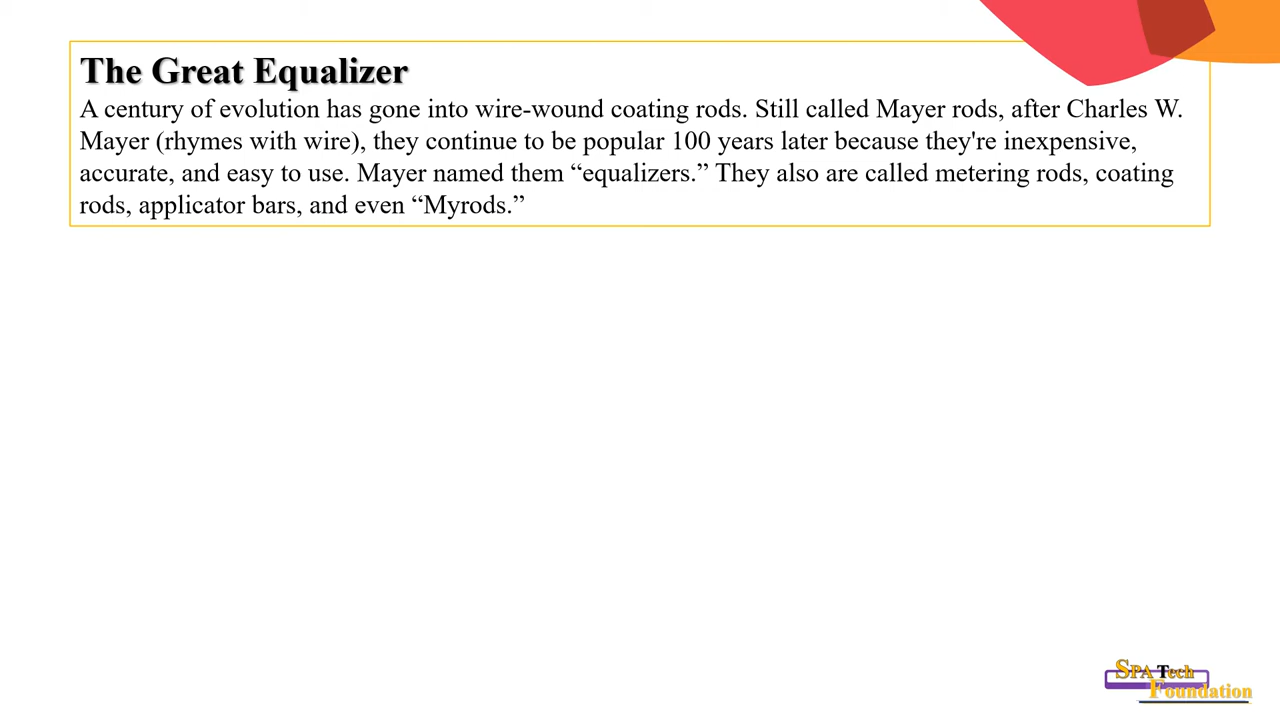 The Great Equalizer
A century of evolution has gone into wire-wound coating rods. Still called Mayer rods, after Charles W.
Mayer (rhymes with wire), they continue to be popular 100 years later because they're inexpensive,
accurate, and easy to use. Mayer named them “equalizers.” They also are called metering rods, coating
rods, applicator bars, and even “Myrods.”
SPA Tech
Foundation